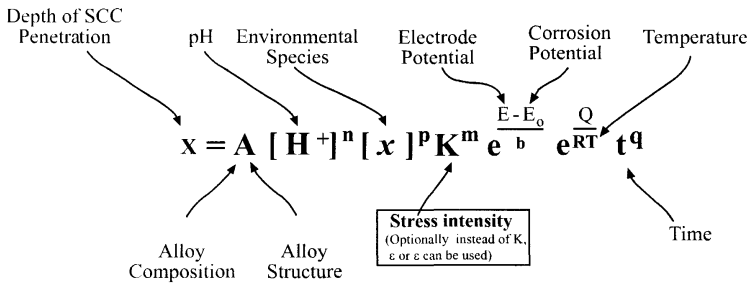 Depth of SCC
Penetration
pH
Environmental
Species
Electrode
Potential
Corrosion
Potential
Temperature
x = A [ H⁺]ⁿ [ x ]ᵖ Kᵐ e^((E - Eₒ)/b) e^(Q/RT) t^q
Stress intensity
(Optionally instead of K,
ε or ε can be used)
Alloy
Composition
Alloy
Structure
Time